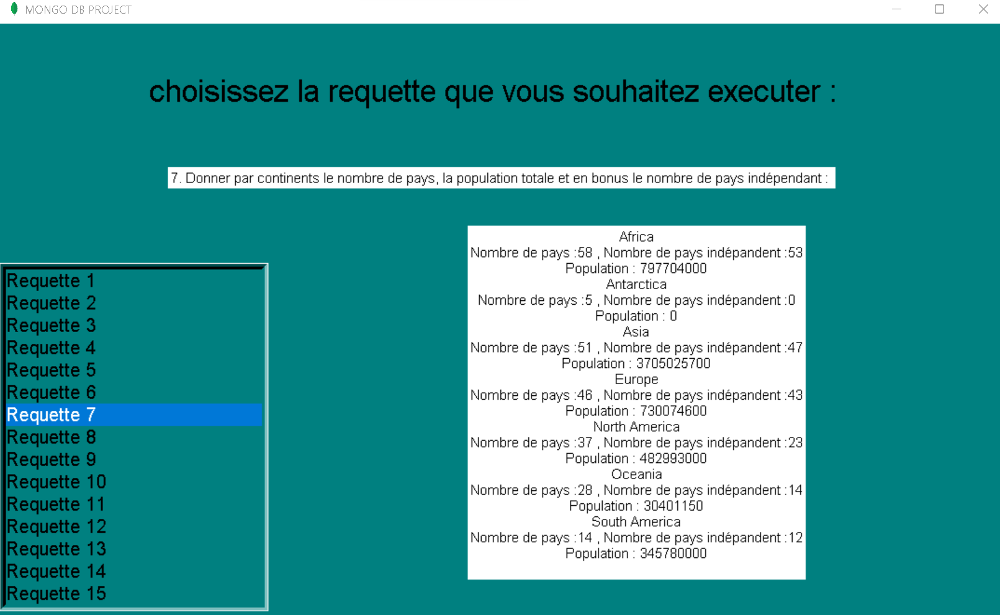 MONGO DB PROJECT
choisissez la requette que vous souhaitez executer :
7. Donner par continents le nombre de pays, la population totale et en bonus le nombre de pays indépendant :
Requette 1
Requette 2
Requette 3
Requette 4
Requette 5
Requette 6
Requette 7
Requette 8
Requette 9
Requette 10
Requette 11
Requette 12
Requette 13
Requette 14
Requette 15
Africa
Nombre de pays :58 , Nombre de pays indépandent :53
Population : 797704000
Antarctica
Nombre de pays :5 , Nombre de pays indépandent :0
Population : 0
Asia
Nombre de pays :51 , Nombre de pays indépandent :47
Population : 3705025700
Europe
Nombre de pays :46 , Nombre de pays indépandent :43
Population : 730074600
North America
Nombre de pays :37 , Nombre de pays indépandent :23
Population : 482993000
Oceania
Nombre de pays :28 , Nombre de pays indépandent :14
Population : 30401150
South America
Nombre de pays :14 , Nombre de pays indépandent :12
Population : 345780000